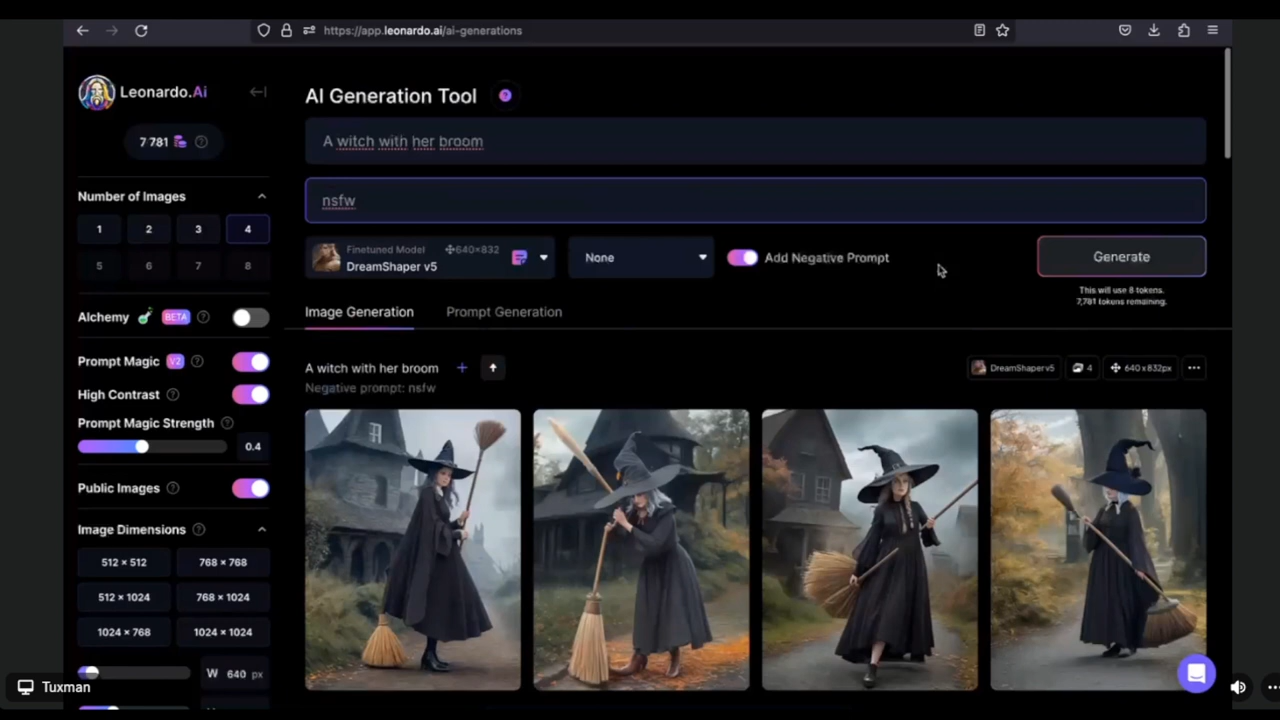 https://app.leonardo.ai/ai-generations
Leonardo.Ai
7 781
Number of Images
1 2 3 4
5 6 7 8
Alchemy BETA
Prompt Magic V2
High Contrast
Prompt Magic Strength
0.4
Public Images
Image Dimensions
512 × 512 768 × 768
512 × 1024 768 × 1024
1024 × 768 1024 × 1024
W 640 px
AI Generation Tool ?
A witch with her broom
nsfw
Finetuned Model 640×832
DreamShaper v5
None
Add Negative Prompt
Generate
This will use 8 tokens.
7,781 tokens remaining.
Image Generation Prompt Generation
A witch with her broom
Negative prompt: nsfw
DreamShaper v5 4 640 x 832px
Tuxman